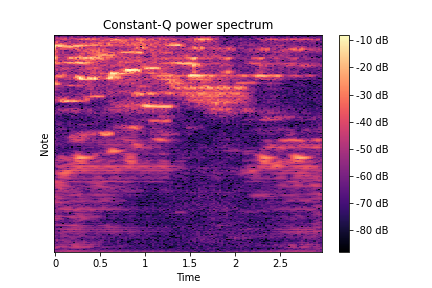 Constant-Q power spectrum
-10 dB
-20 dB
-30 dB
-40 dB
-50 dB
-60 dB
-70 dB
-80 dB
Note
0
0.5
1
1.5
2
2.5
Time